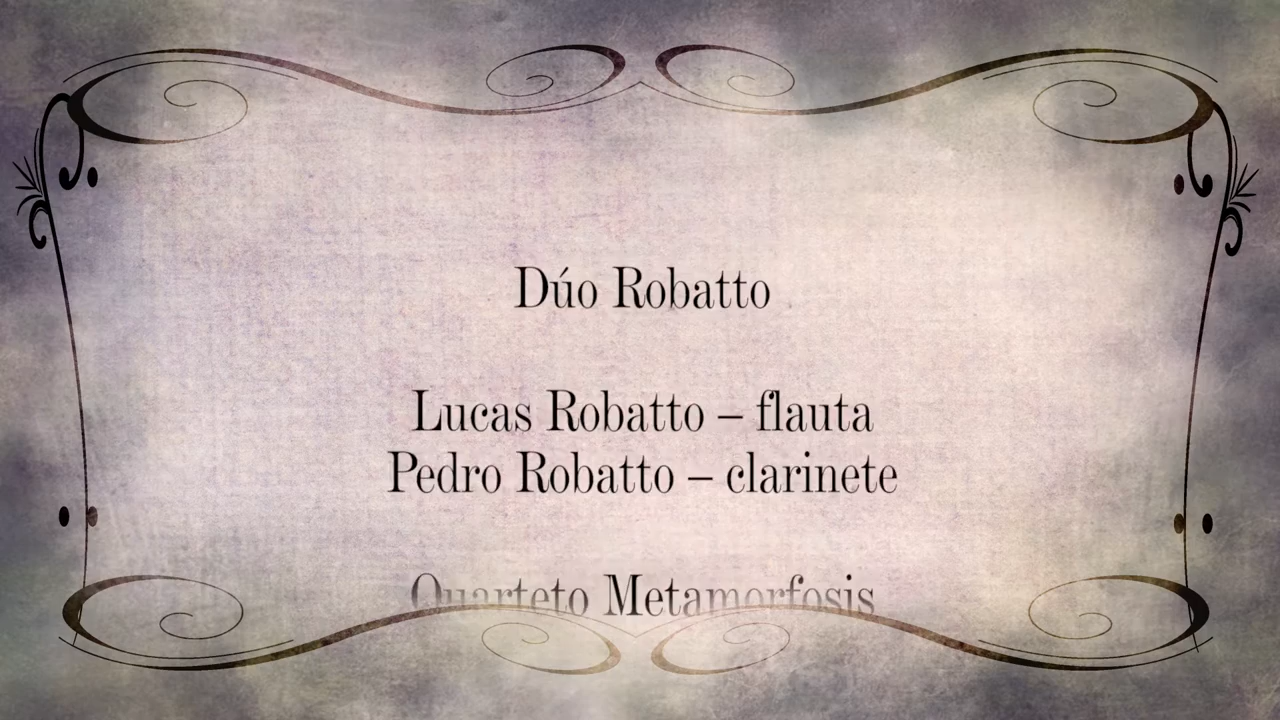 Dúo Robatto
Lucas Robatto – flauta
Pedro Robatto – clarinete
Quarteto Metamorfosis